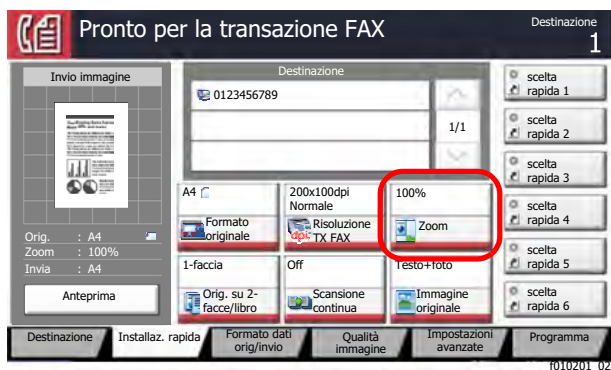 Pronto per la transazione FAX
Destinazione
1
Invio immagine
Orig. : A4
Zoom : 100%
Invia : A4
Anteprima
Destinazione
0123456789
1/1
A4
Formato
originale
200x100dpi
Normale
dpi
Risoluzione
TX FAX
100%
Zoom
1-faccia
Orig. su 2-
facce/libro
Off
Scansione
continua
Testo+foto
Immagine
originale
scelta
rapida 1
scelta
rapida 2
scelta
rapida 3
scelta
rapida 4
scelta
rapida 5
scelta
rapida 6
Destinazione
Installaz. rapida
Formato dati
orig/invio
Qualità
immagine
Impostazioni
avanzate
Programma
f010201_02